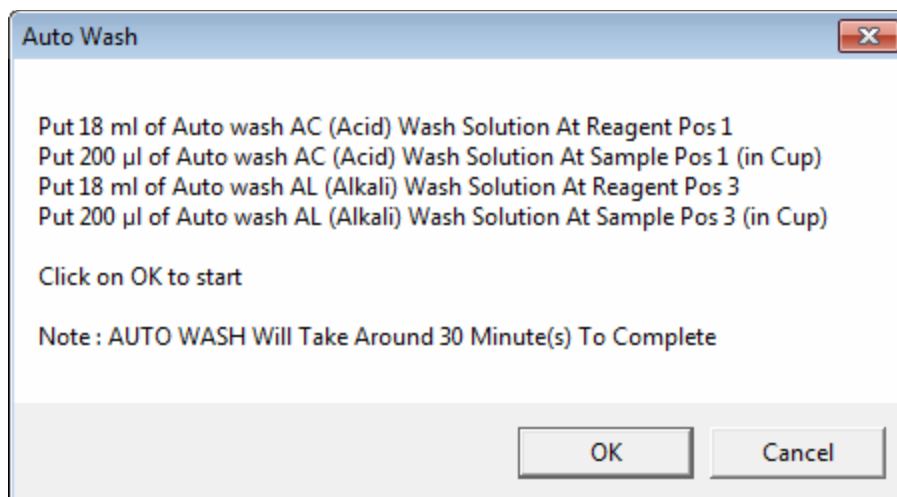 Auto Wash
Put 18 ml of Auto wash AC (Acid) Wash Solution At Reagent Pos 1
Put 200 µl of Auto wash AC (Acid) Wash Solution At Sample Pos 1 (in Cup)
Put 18 ml of Auto wash AL (Alkali) Wash Solution At Reagent Pos 3
Put 200 µl of Auto wash AL (Alkali) Wash Solution At Sample Pos 3 (in Cup)
Click on OK to start
Note : AUTO WASH Will Take Around 30 Minute(s) To Complete
OK Cancel